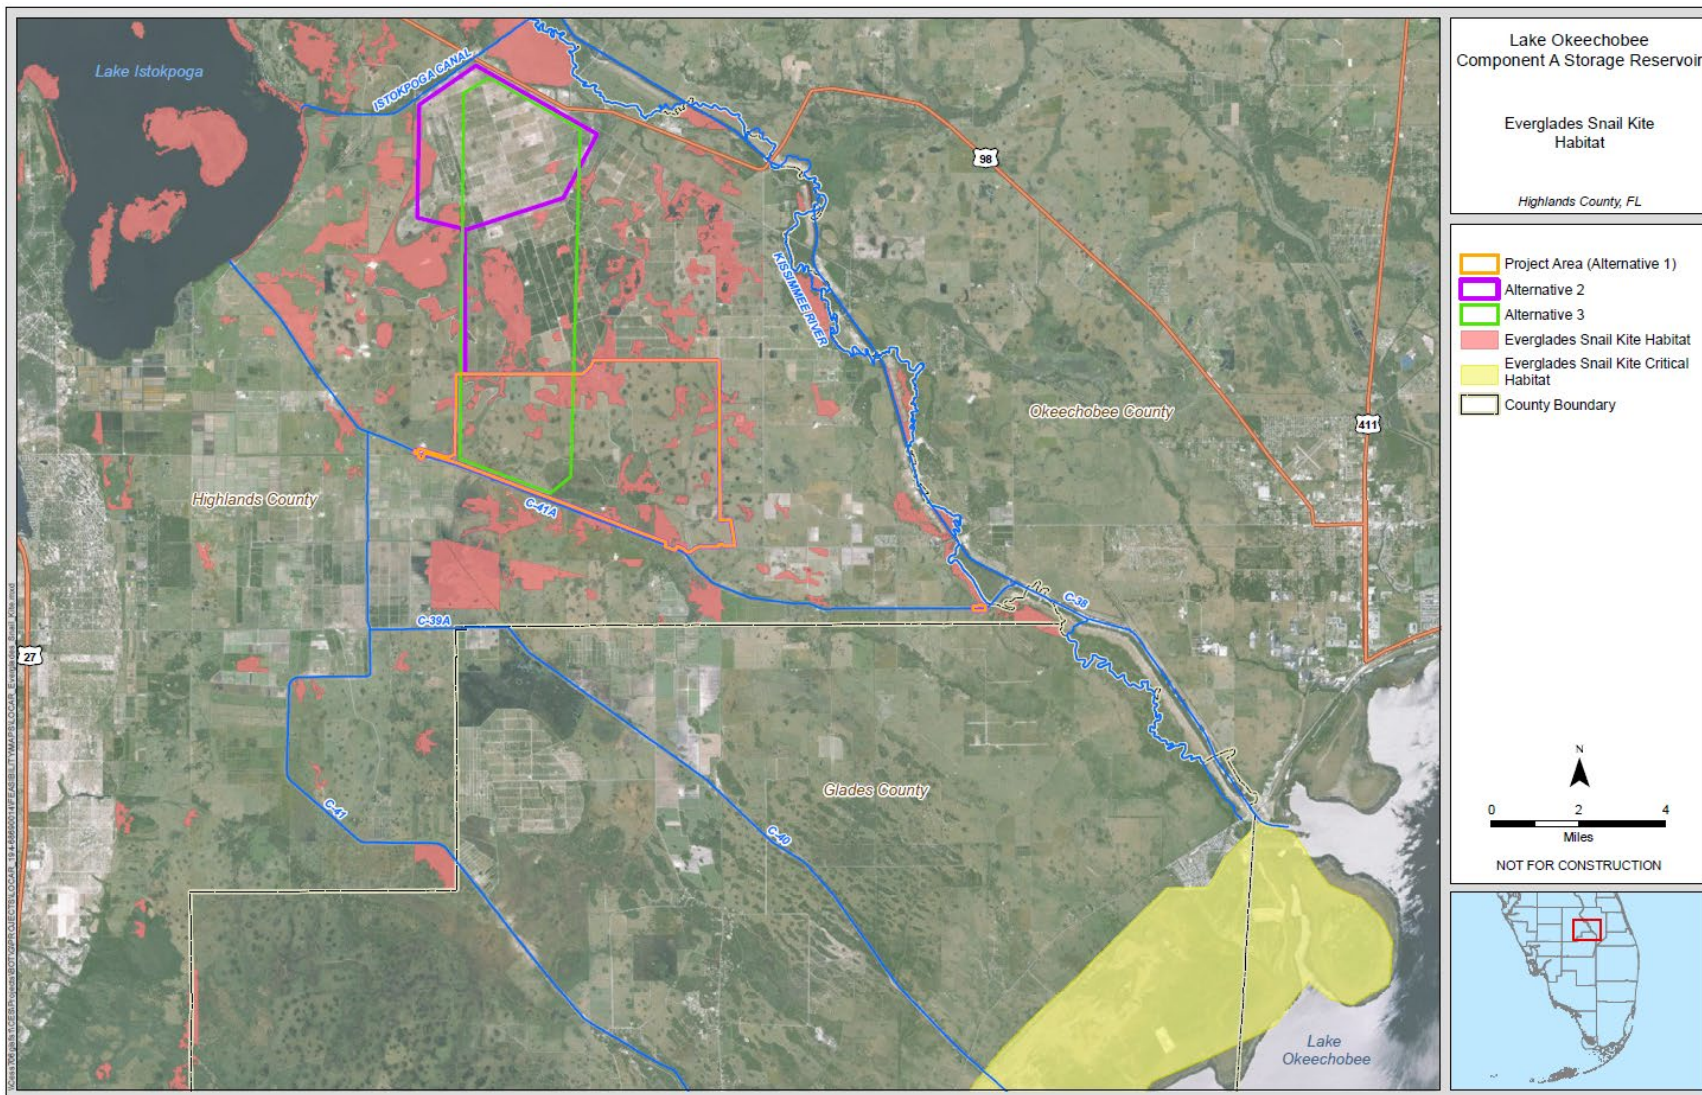 Lake Okeechobee
Component A Storage Reservoir
Everglades Snail Kite
Habitat
Highlands County, FL
Project Area (Alternative 1)
Alternative 2
Alternative 3
Everglades Snail Kite Habitat
Everglades Snail Kite Critical
Habitat
County Boundary
N
0 2 4
Miles
NOT FOR CONSTRUCTION
Lake Istokpoga
ISTOKPOGA CANAL
98
KISSIMMEE RIVER
Okeechobee County
411
Highlands County
C-41A
C-38
C-39A
27
Glades County
C-41
C-40
Lake
Okeechobee